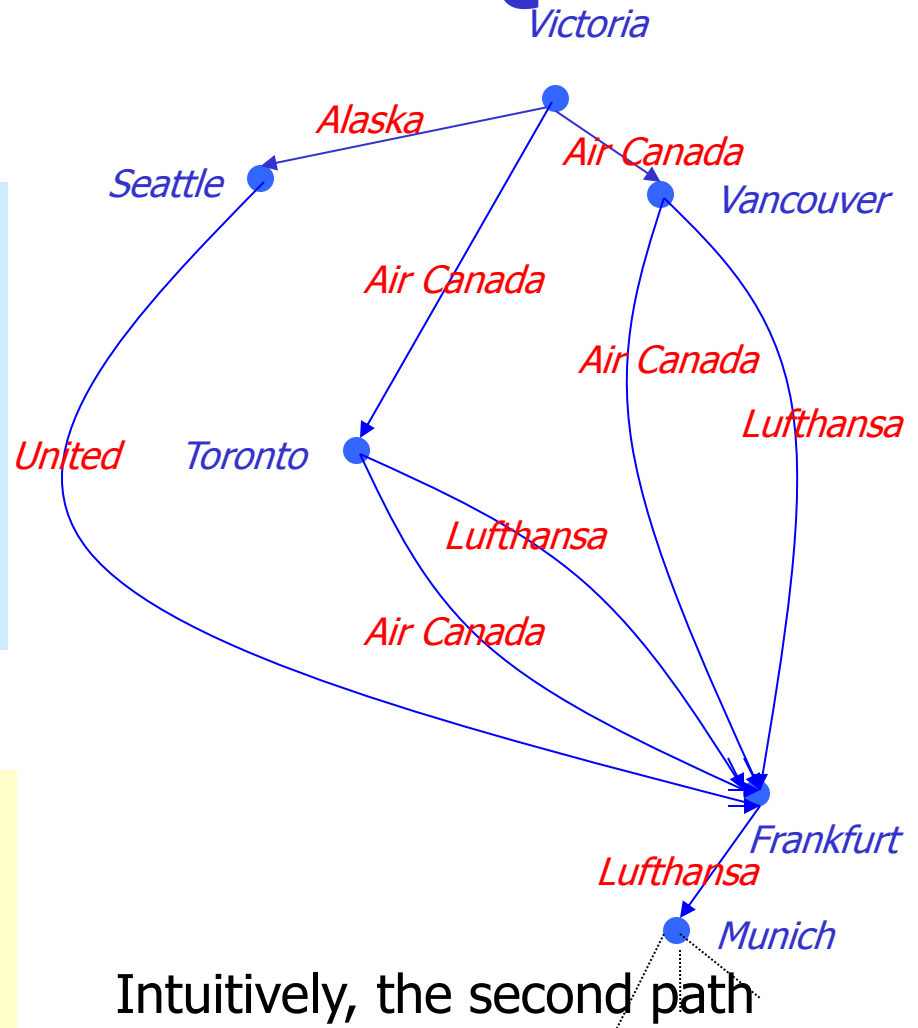 Victoria
Alaska
Air Canada
Seattle
Vancouver
Air Canada
Air Canada
Lufthansa
United
Toronto
Lufthansa
Air Canada
Frankfurt
Lufthansa
Munich
Intuitively, the second path